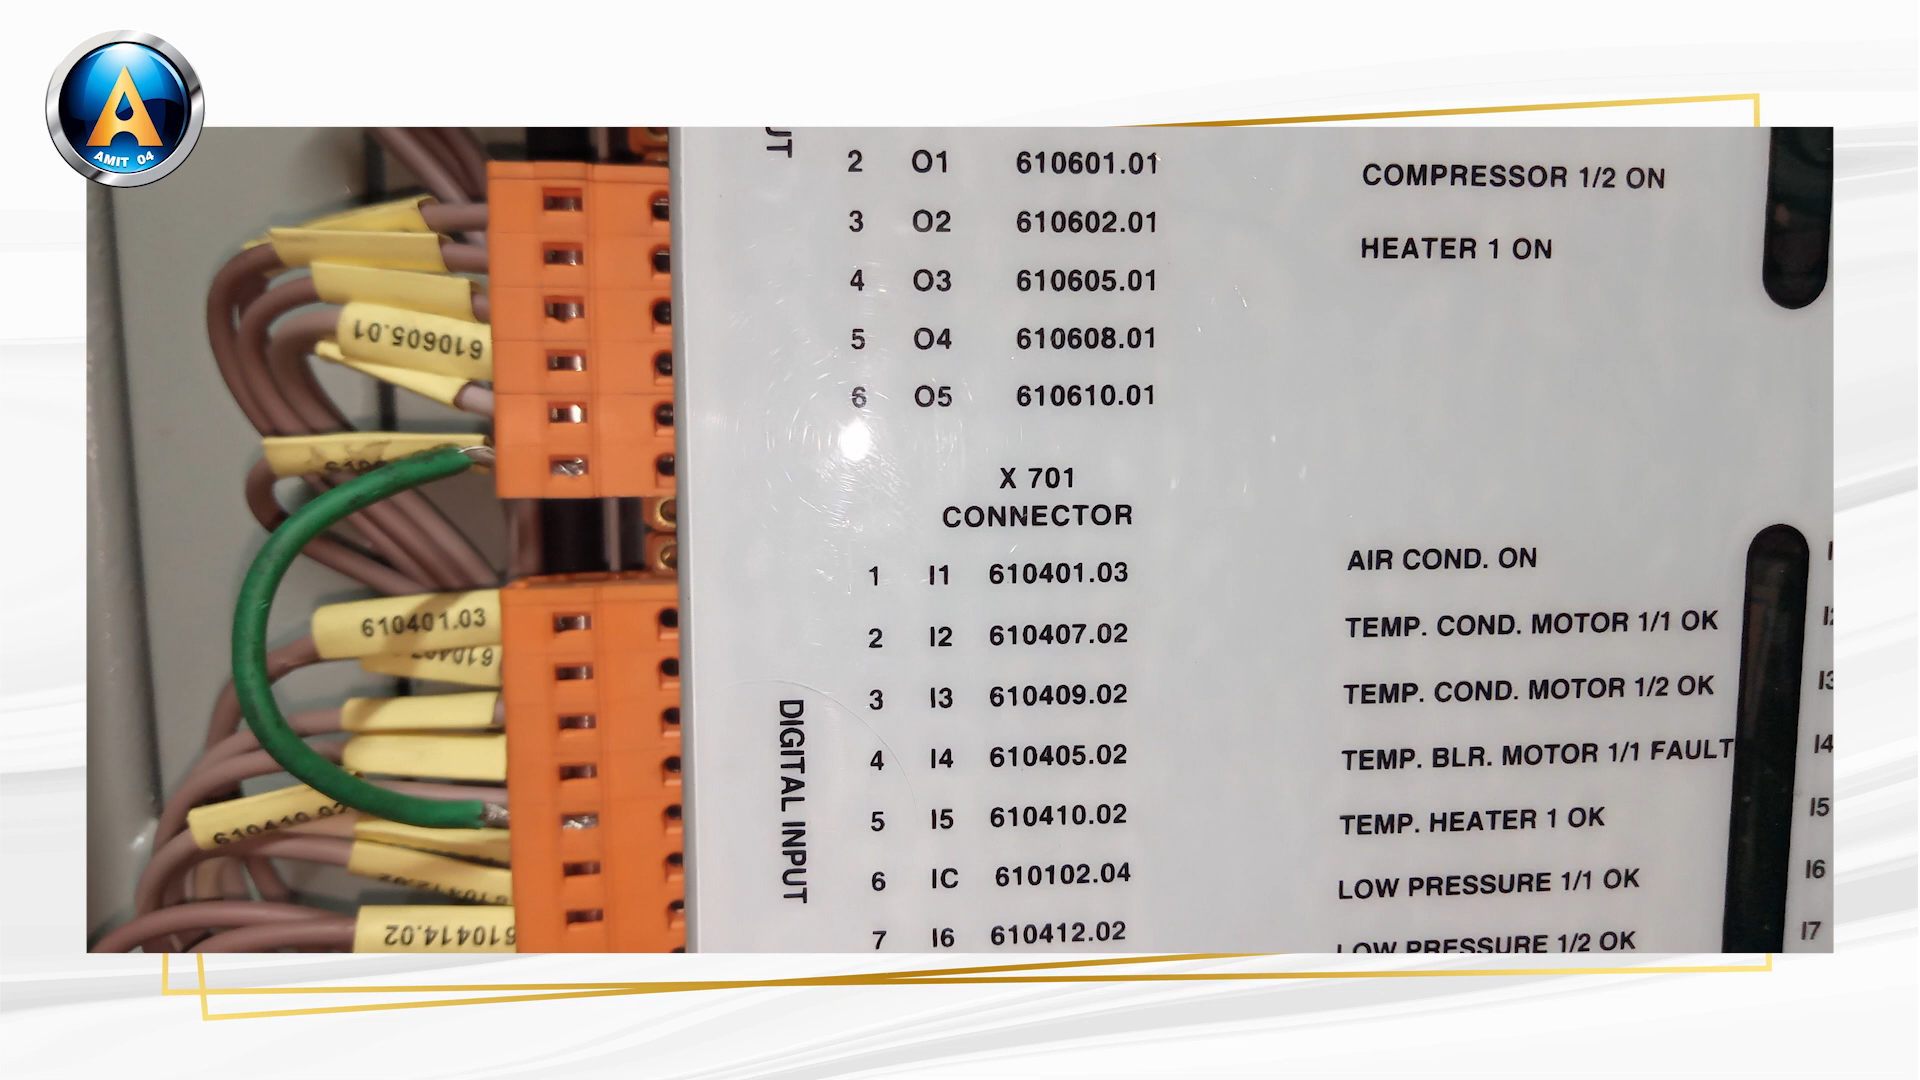 A
AMIT 04
UT
2 O1 610601.01 COMPRESSOR 1/2 ON
3 O2 610602.01 HEATER 1 ON
4 O3 610605.01
5 O4 610608.01
6 O5 610610.01
X 701
CONNECTOR
1 I1 610401.03 AIR COND. ON
2 I2 610407.02 TEMP. COND. MOTOR 1/1 OK
3 I3 610409.02 TEMP. COND. MOTOR 1/2 OK
4 I4 610405.02 TEMP. BLR. MOTOR 1/1 FAULT
5 I5 610410.02 TEMP. HEATER 1 OK
6 IC 610102.04 LOW PRESSURE 1/1 OK
7 I6 610412.02 LOW PRESSURE 1/2 OK
DIGITAL INPUT
I4
I5
I6
I7
610605.01
610401.03
610410.02
610412.02
610414.02